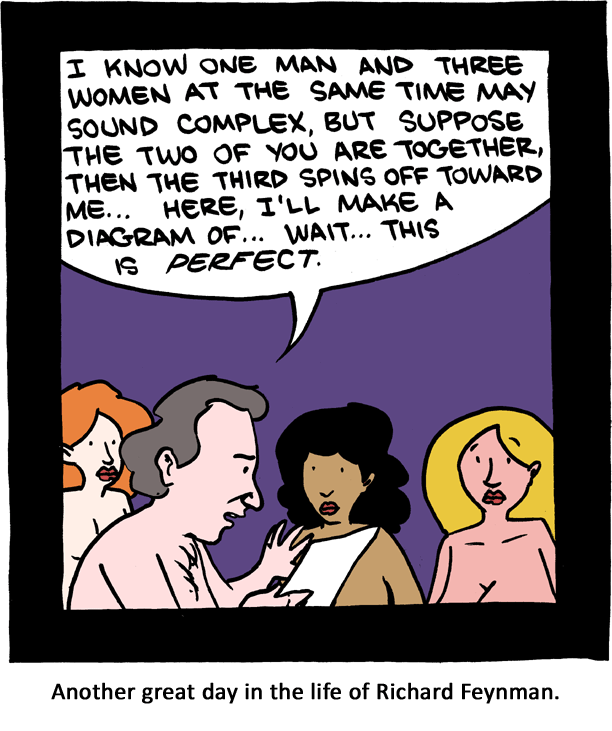 I KNOW ONE MAN AND THREE
WOMEN AT THE SAME TIME MAY
SOUND COMPLEX, BUT SUPPOSE
THE TWO OF YOU ARE TOGETHER,
THEN THE THIRD SPINS OFF TOWARD
ME... HERE, I'LL MAKE A
DIAGRAM OF... WAIT... THIS
IS PERFECT.
Another great day in the life of Richard Feynman.